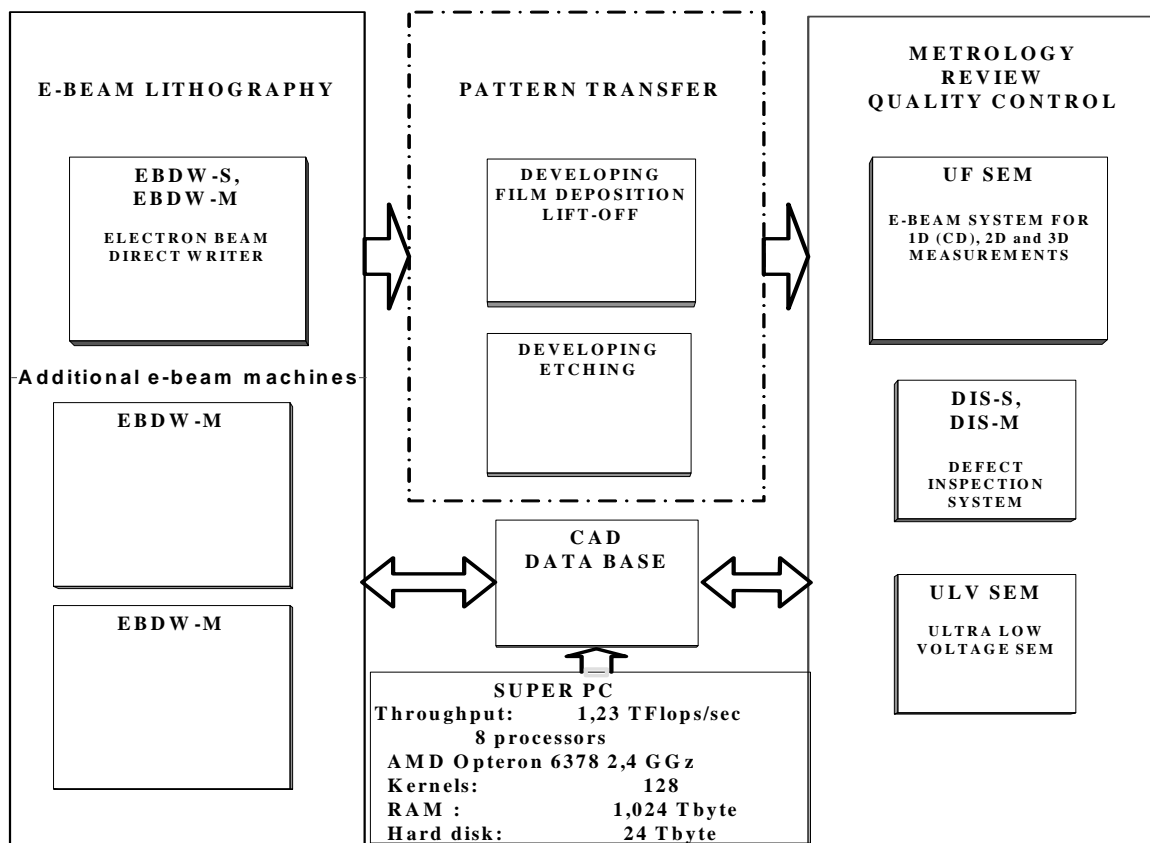 E-BEAM LITHOGRAPHY
EBDW-S,
EBDW-M
ELECTRON BEAM
DIRECT WRITER
Additional e-beam machines
EBDW-M
EBDW-M
PATTERN TRANSFER
DEVELOPING
FILM DEPOSITION
LIFT-OFF
DEVELOPING
ETCHING
CAD
DATA BASE
SUPER PC
Throughput: 1,23 TFlops/sec
8 processors
AMD Opteron 6378 2,4 GGz
Kernels: 128
RAM : 1,024 Tbyte
Hard disk: 24 Tbyte
METROLOGY
REVIEW
QUALITY CONTROL
UF SEM
E-BEAM SYSTEM FOR
1D (CD), 2D and 3D
MEASUREMENTS
DIS-S,
DIS-M
DEFECT
INSPECTION
SYSTEM
ULV SEM
ULTRA LOW
VOLTAGE SEM